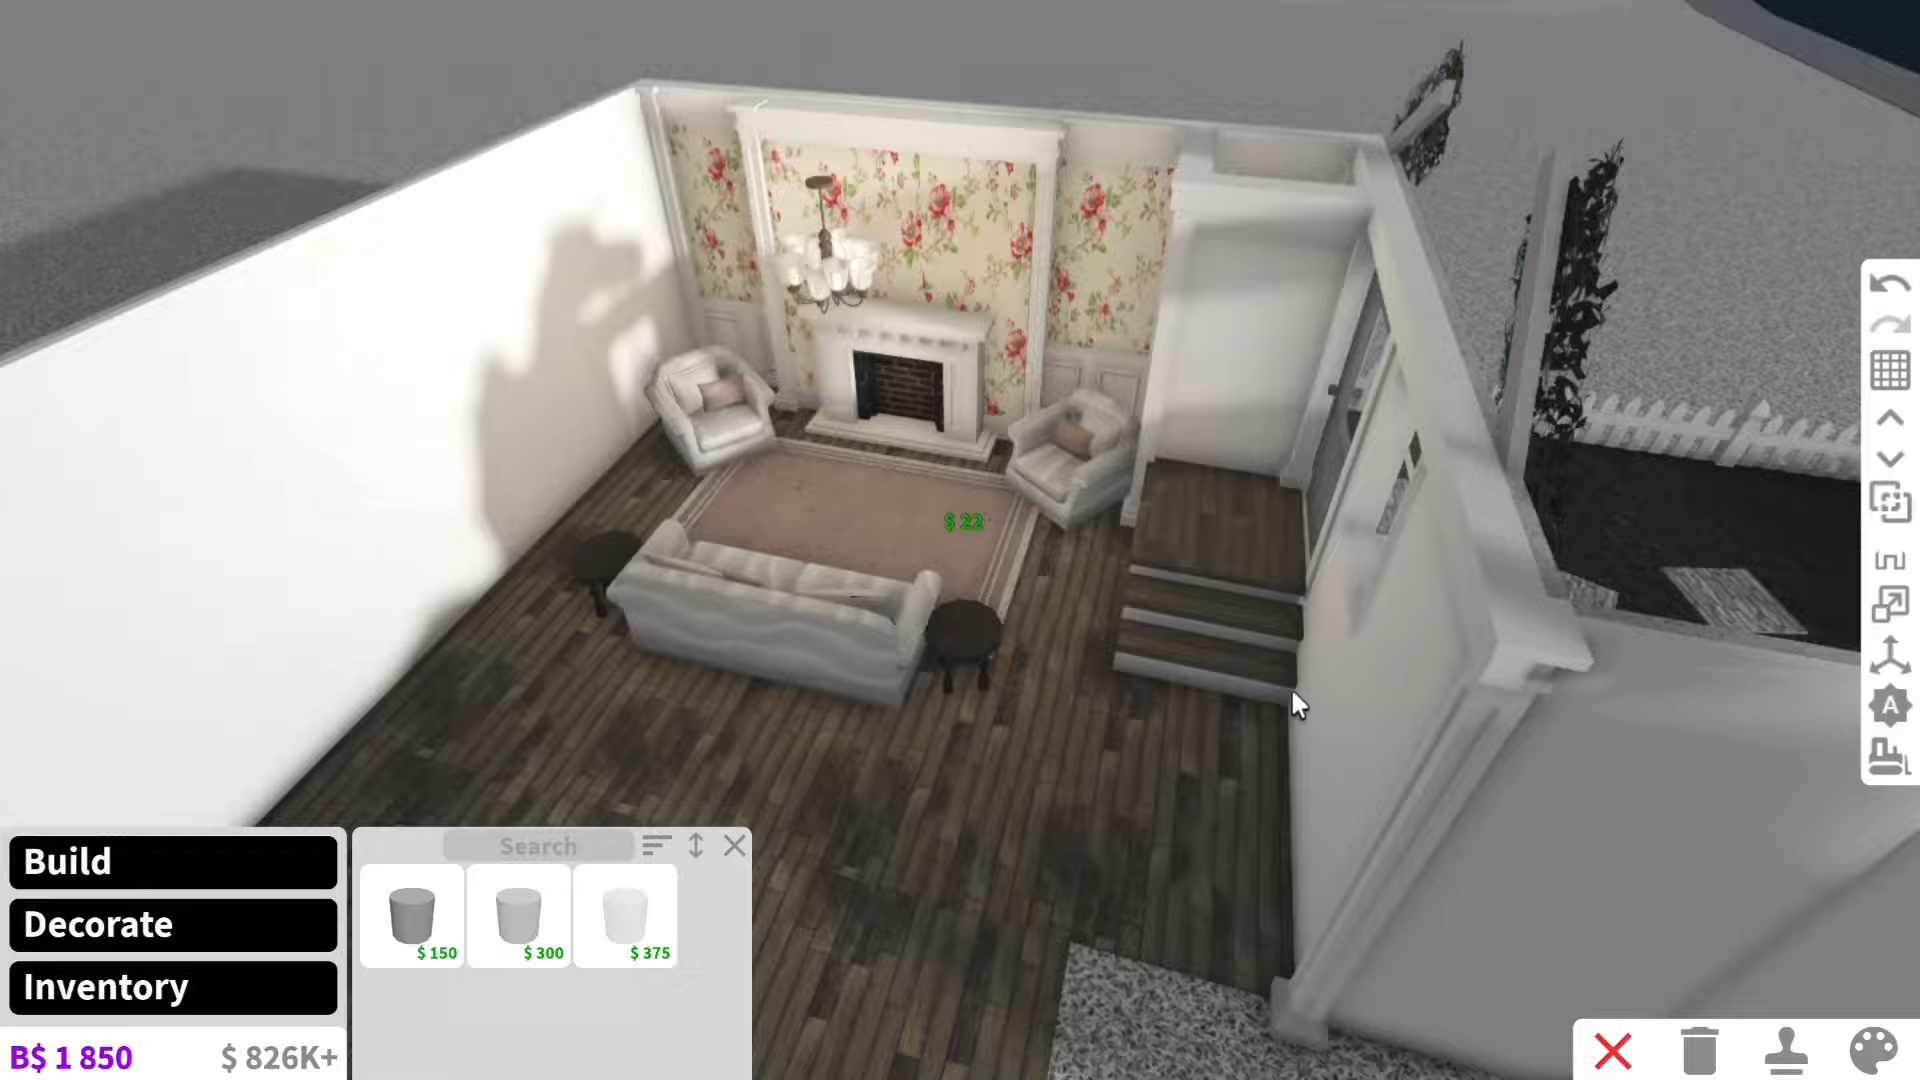 $ 22
Build
Decorate
Inventory
B$ 1 850
$ 826K+
Search
$ 150
$ 300
$ 375
A